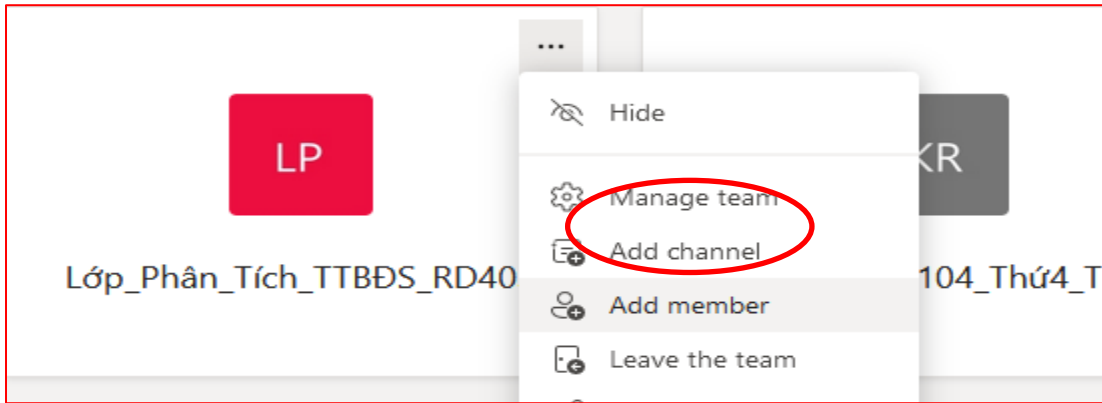 ...
Hide
LP
KR
Manage team
Add channel
Lớp_Phân_Tích_TTBĐS_RD40
104_Thứ4_T
Add member
Leave the team